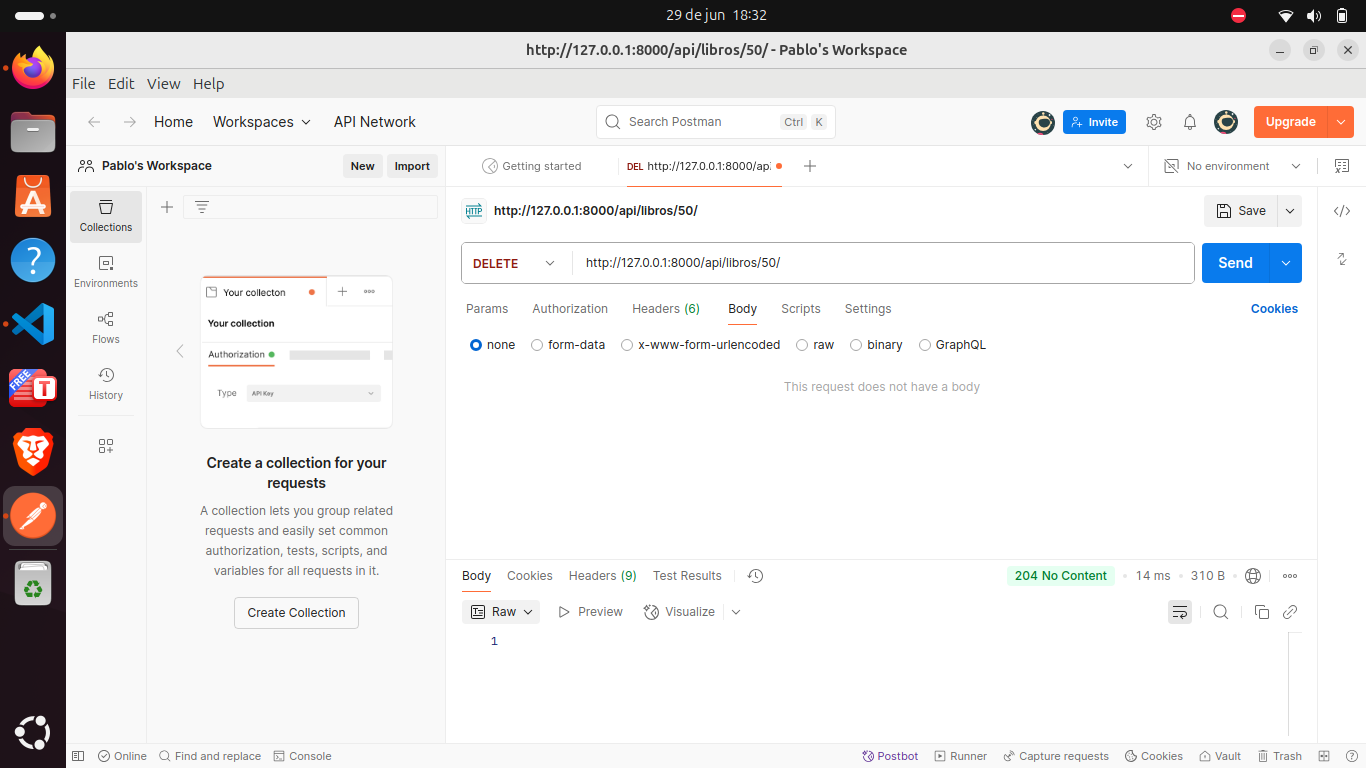 29 de jun 18:32
http://127.0.0.1:8000/api/libros/50/ - Pablo's Workspace
File Edit View Help
Home Workspaces API Network Search Postman Ctrl K Invite Upgrade
Pablo's Workspace New Import Getting started DEL http://127.0.0.1:8000/ap No environment
Collections
Environments
Flows
History
Your collecton
Your collection
Authorization
Type API Key
Create a collection for your
requests
A collection lets you group related
requests and easily set common
authorization, tests, scripts, and
variables for all requests in it.
Create Collection
HTTP http://127.0.0.1:8000/api/libros/50/ Save
DELETE http://127.0.0.1:8000/api/libros/50/ Send
Params Authorization Headers (6) Body Scripts Settings Cookies
none form-data x-www-form-urlencoded raw binary GraphQL
This request does not have a body
Body Cookies Headers (9) Test Results 204 No Content 14 ms 310 B
Raw Preview Visualize
1
FREE T
Online Find and replace Console Postbot Runner Capture requests Cookies Vault Trash